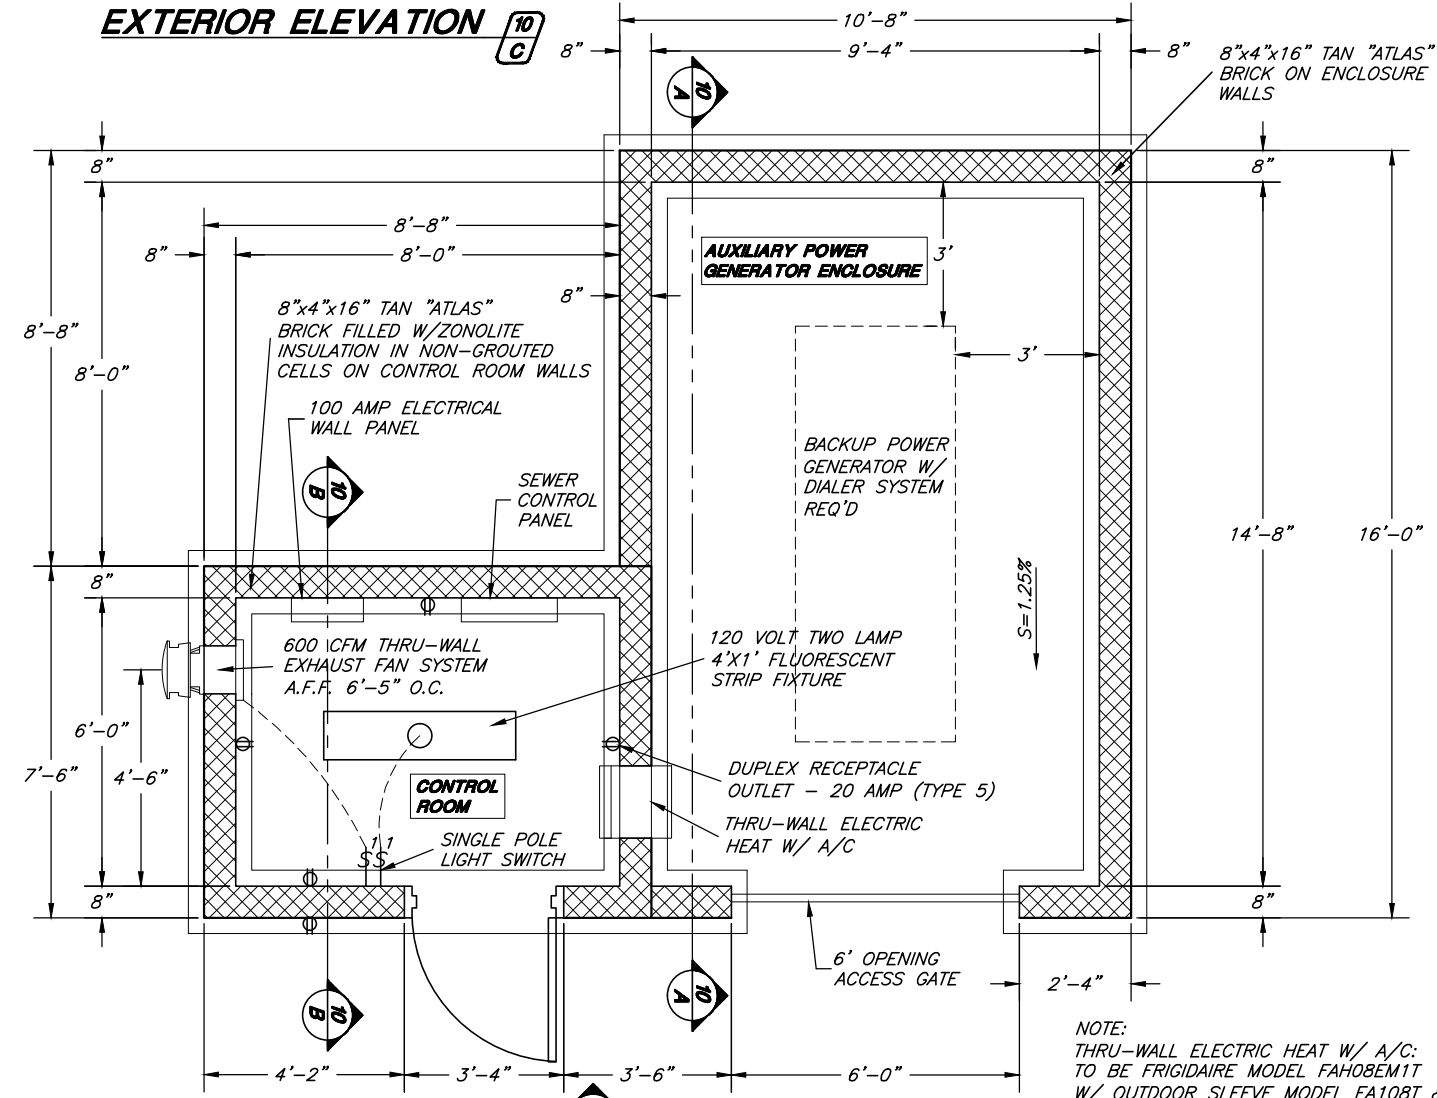 EXTERIOR ELEVATION
10
C
10'-8"
8"
9'-4"
8"
10
A
8"x4"x16" TAN "ATLAS"
BRICK ON ENCLOSURE
WALLS
8"
8"
8'-8"
8"
8'-0"
AUXILIARY POWER
GENERATOR ENCLOSURE
3'
8"
8"x4"x16" TAN "ATLAS"
BRICK FILLED W/ZONOLITE
INSULATION IN NON-GROUTED
CELLS ON CONTROL ROOM WALLS
8'-8"
8'-0"
3'
100 AMP ELECTRICAL
WALL PANEL
BACKUP POWER
GENERATOR W/
DIALER SYSTEM
REQ'D
10
B
SEWER
CONTROL
PANEL
14'-8"
16'-0"
S=1.25%
8"
600 CFM THRU-WALL
EXHAUST FAN SYSTEM
A.F.F. 6'-5" O.C.
120 VOLT TWO LAMP
4'X1' FLUORESCENT
STRIP FIXTURE
6'-0"
7'-6"
4'-6"
CONTROL
ROOM
DUPLEX RECEPTACLE
OUTLET - 20 AMP (TYPE 5)
THRU-WALL ELECTRIC
HEAT W/ A/C
1 1
SS
SINGLE POLE
LIGHT SWITCH
8"
8"
6' OPENING
ACCESS GATE
2'-4"
10
B
10
A
4'-2"
3'-4"
3'-6"
6'-0"
NOTE:
THRU-WALL ELECTRIC HEAT W/ A/C:
TO BE FRIGIDAIRE MODEL FAH08EM1T
W/ OUTDOOR SLEEVE MODEL EA108T